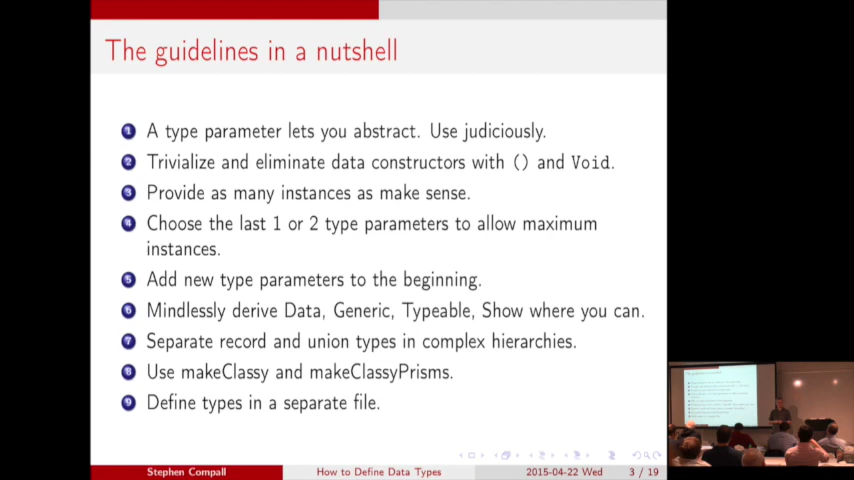 The guidelines in a nutshell
1 A type parameter lets you abstract. Use judiciously.
2 Trivialize and eliminate data constructors with () and Void.
3 Provide as many instances as make sense.
4 Choose the last 1 or 2 type parameters to allow maximum
instances.
5 Add new type parameters to the beginning.
6 Mindlessly derive Data, Generic, Typeable, Show where you can.
7 Separate record and union types in complex hierarchies.
8 Use makeClassy and makeClassyPrisms.
9 Define types in a separate file.
Stephen Compall How to Define Data Types 2015-04-22 Wed 3 / 19
The guidelines in a nutshell